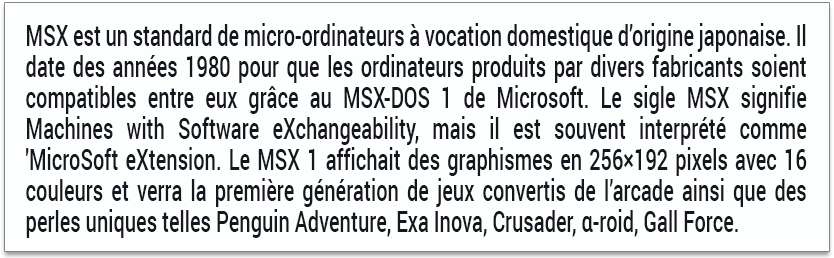 MSX est un standard de micro-ordinateurs à vocation domestique d'origine japonaise. Il
date des années 1980 pour que les ordinateurs produits par divers fabricants soient
compatibles entre eux grâce au MSX-DOS 1 de Microsoft. Le sigle MSX signifie
Machines with Software eXchangeability, mais il est souvent interprété comme
'MicroSoft eXtension. Le MSX 1 affichait des graphismes en 256×192 pixels avec 16
couleurs et verra la première génération de jeux convertis de l'arcade ainsi que des
perles uniques telles Penguin Adventure, Exa Inova, Crusader, α-roid, Gall Force.